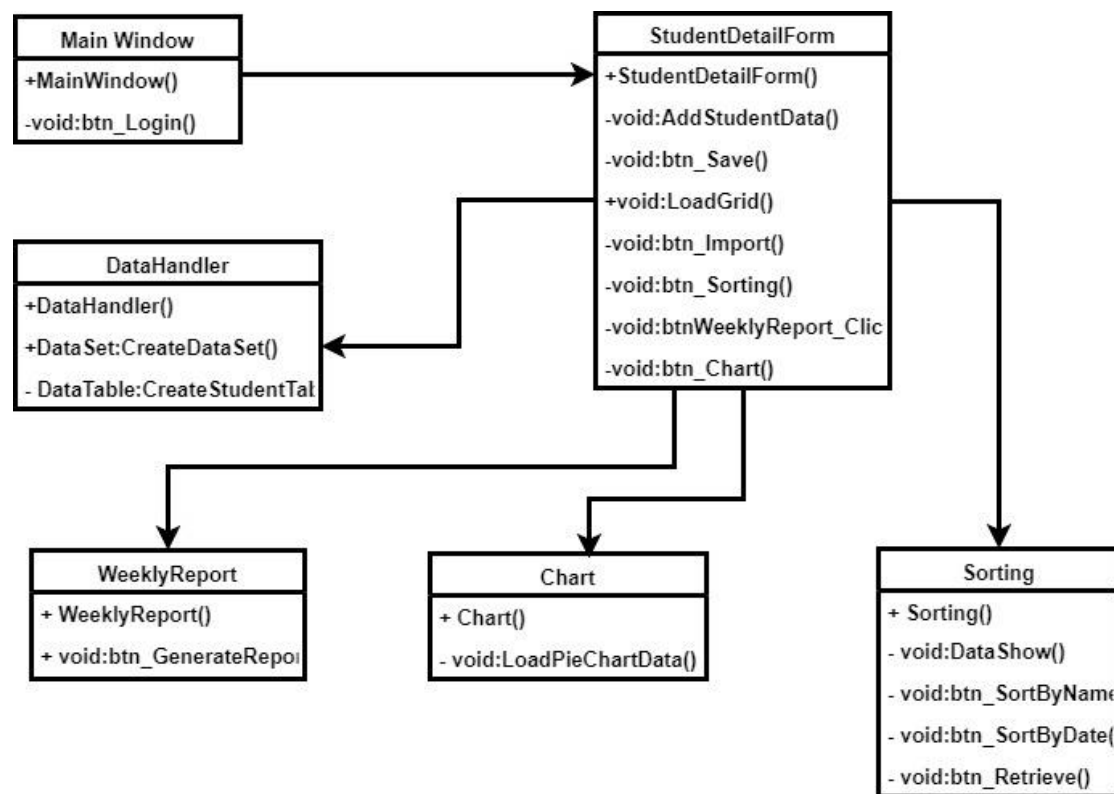 Main Window
+MainWindow()
-void:btn_Login()
StudentDetailForm
+StudentDetailForm()
-void:AddStudentData()
-void:btn_Save()
+void:LoadGrid()
-void:btn_Import()
-void:btn_Sorting()
-void:btnWeeklyReport_Clic
-void:btn_Chart()
DataHandler
+DataHandler()
+DataSet:CreateDataSet()
- DataTable:CreateStudentTab
WeeklyReport
+ WeeklyReport()
+ void:btn_GenerateRepor
Chart
+ Chart()
- void:LoadPieChartData()
Sorting
+ Sorting()
- void:DataShow()
- void:btn_SortByName
- void:btn_SortByDate(
- void:btn_Retrieve()